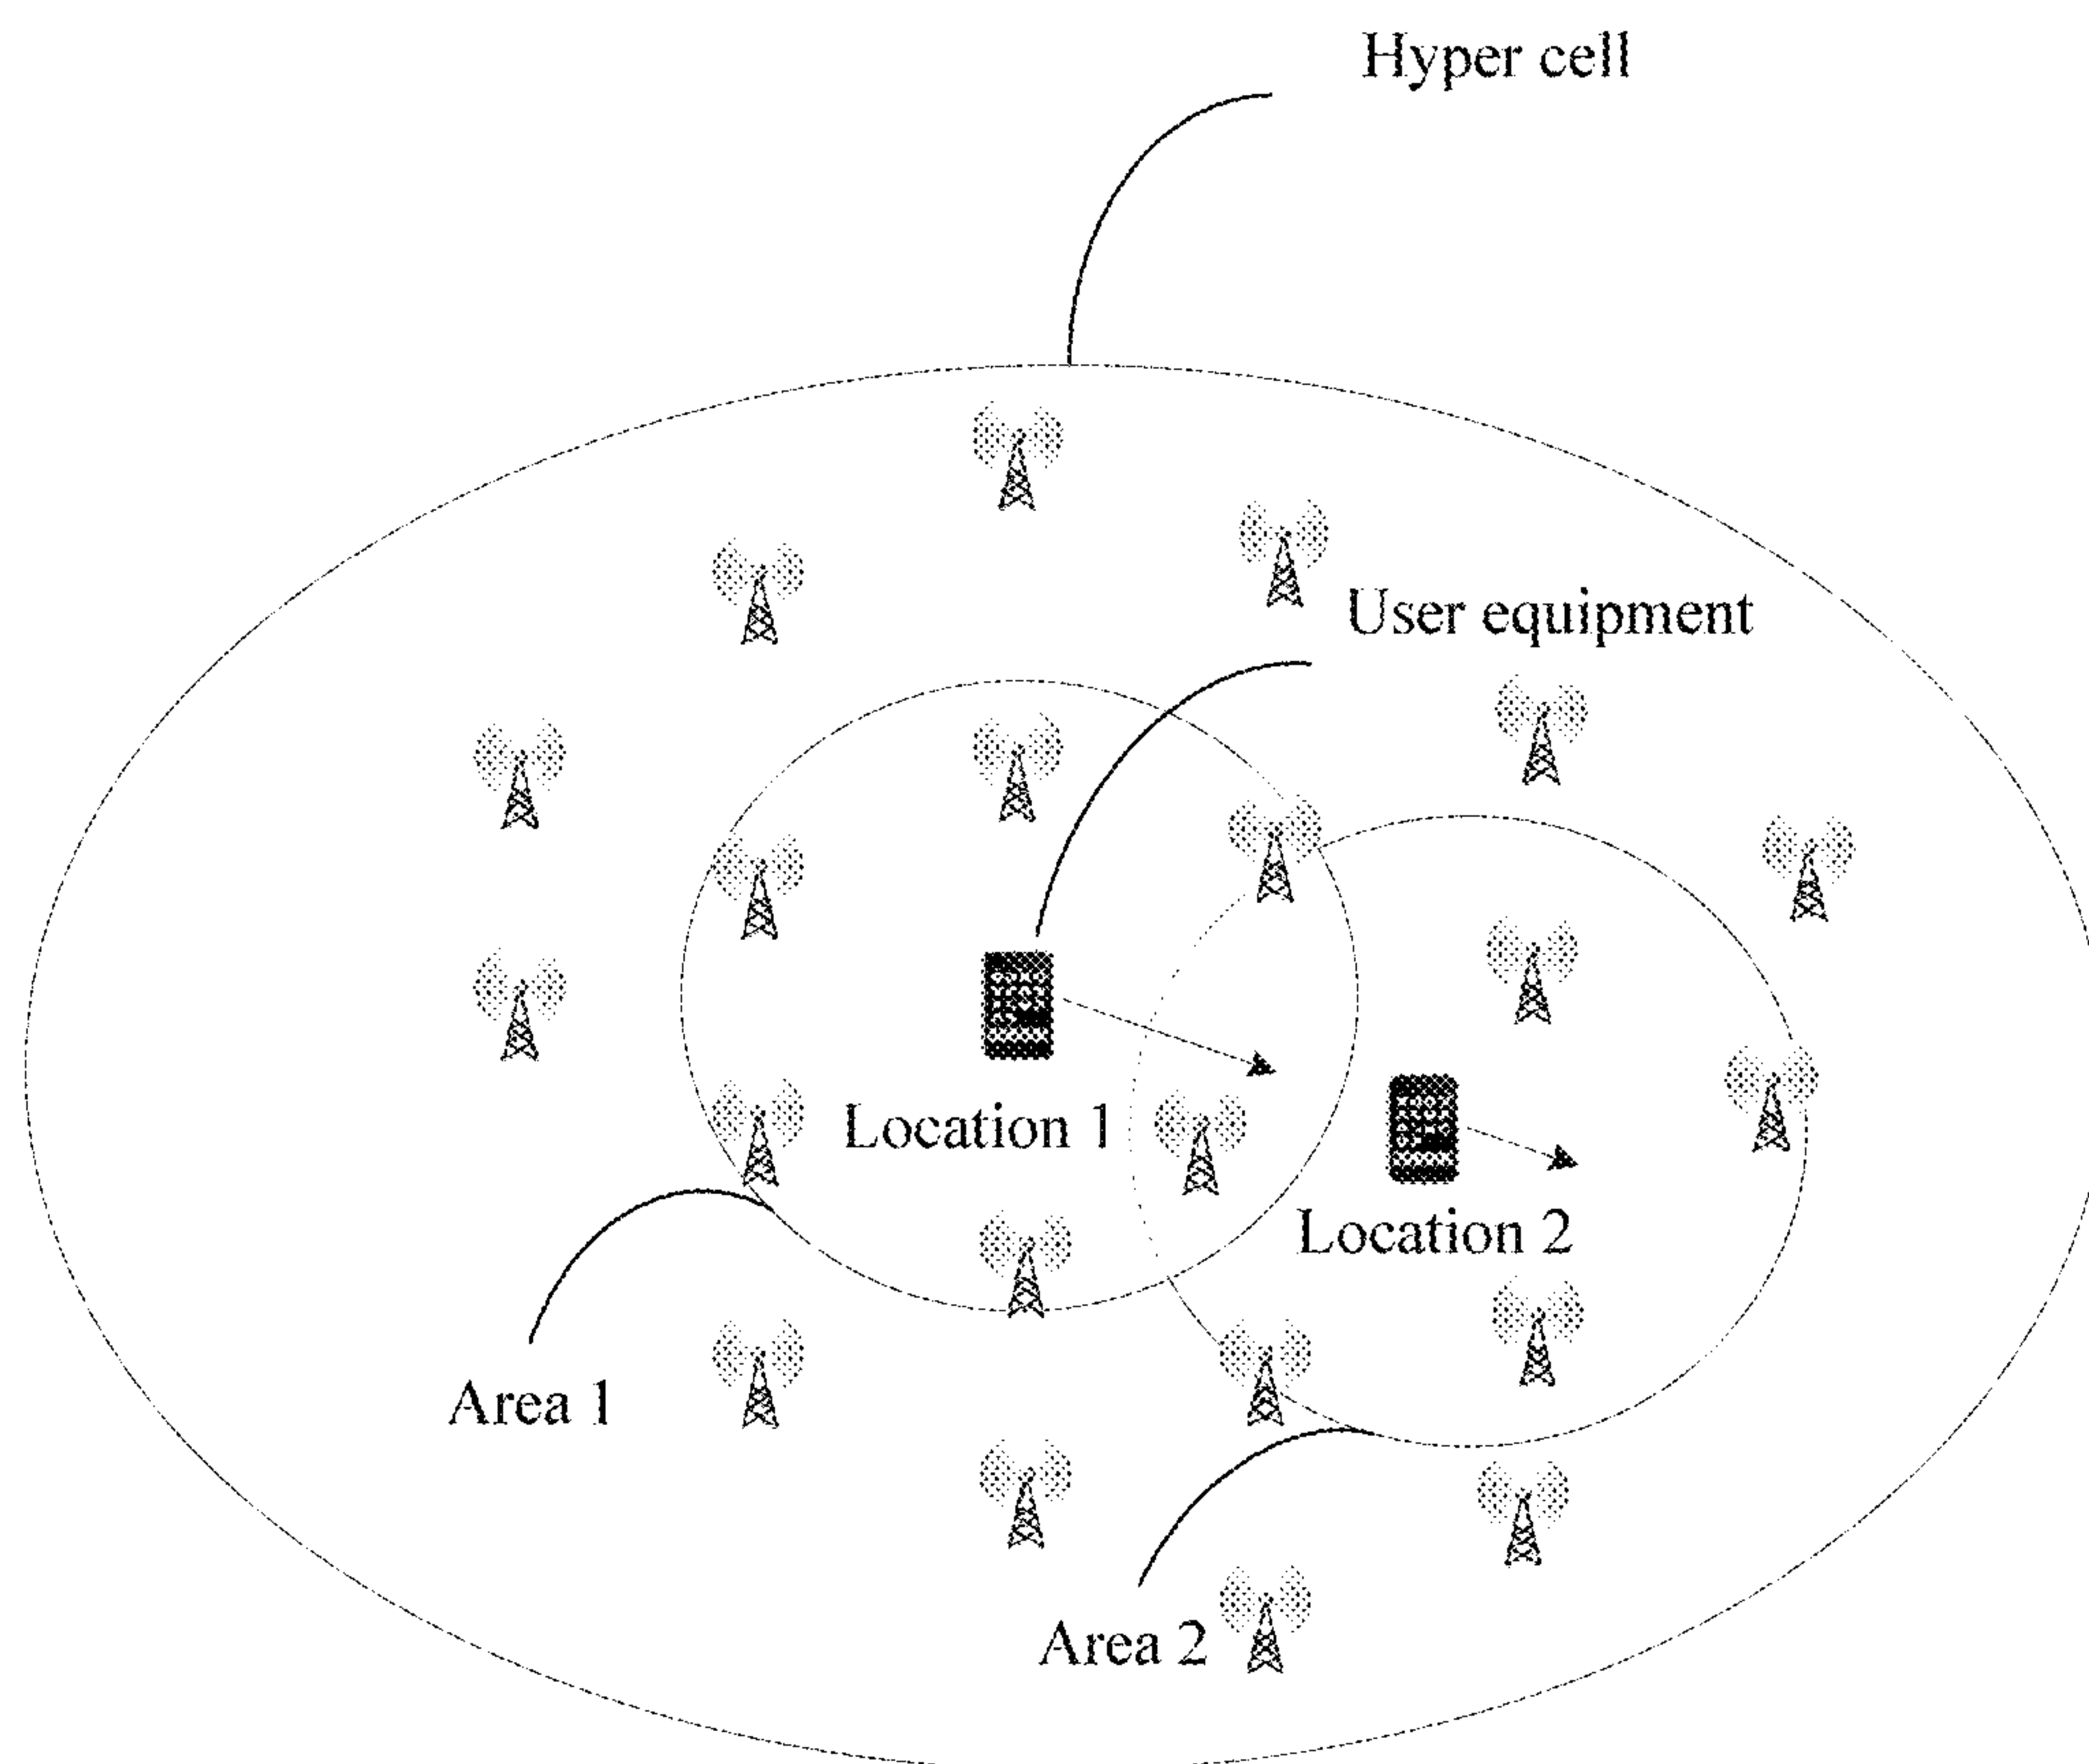 Hyper cell
User equipment
Location 1
Location 2
Area 1
Area 2